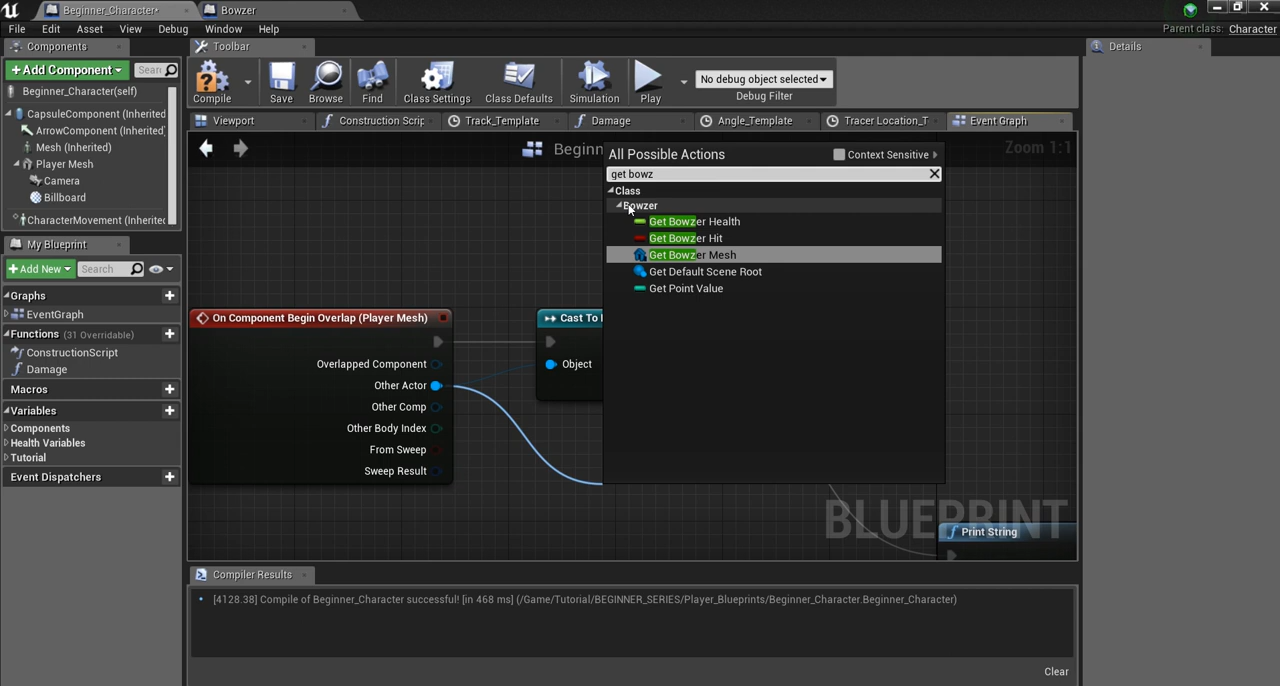 Beginner_Character*
Bowzer
File Edit Asset View Debug Window Help
Parent class: Character
Components
Toolbar
Details
+Add Component
Sear
Beginner_Character(self)
CapsuleComponent (Inherited
ArrowComponent (Inherited)
Mesh (Inherited)
Player Mesh
Camera
Billboard
CharacterMovement (Inherite
Compile
Save
Browse
Find
Class Settings
Class Defaults
Simulation
Play
No debug object selected
Debug Filter
Viewport
Construction Scrip
Track_Template
Damage
Angle_Template
Tracer Location_T
Event Graph
My Blueprint
+Add New
Search
Graphs
EventGraph
Functions (31 Overridable)
ConstructionScript
Damage
Macros
Variables
Components
Health Variables
Tutorial
Event Dispatchers
Beginn
Zoom 1:1
All Possible Actions
Context Sensitive
get bowz
Class
Bowzer
Get Bowzer Health
Get Bowzer Hit
Get Bowzer Mesh
Get Default Scene Root
Get Point Value
On Component Begin Overlap (Player Mesh)
Overlapped Component
Other Actor
Other Comp
Other Body Index
From Sweep
Sweep Result
Cast To
Object
BLUEPRINT
Print String
Compiler Results
[4128.38] Compile of Beginner_Character successful! [in 468 ms] (/Game/Tutorial/BEGINNER_SERIES/Player_Blueprints/Beginner_Character.Beginner_Character)
Clear